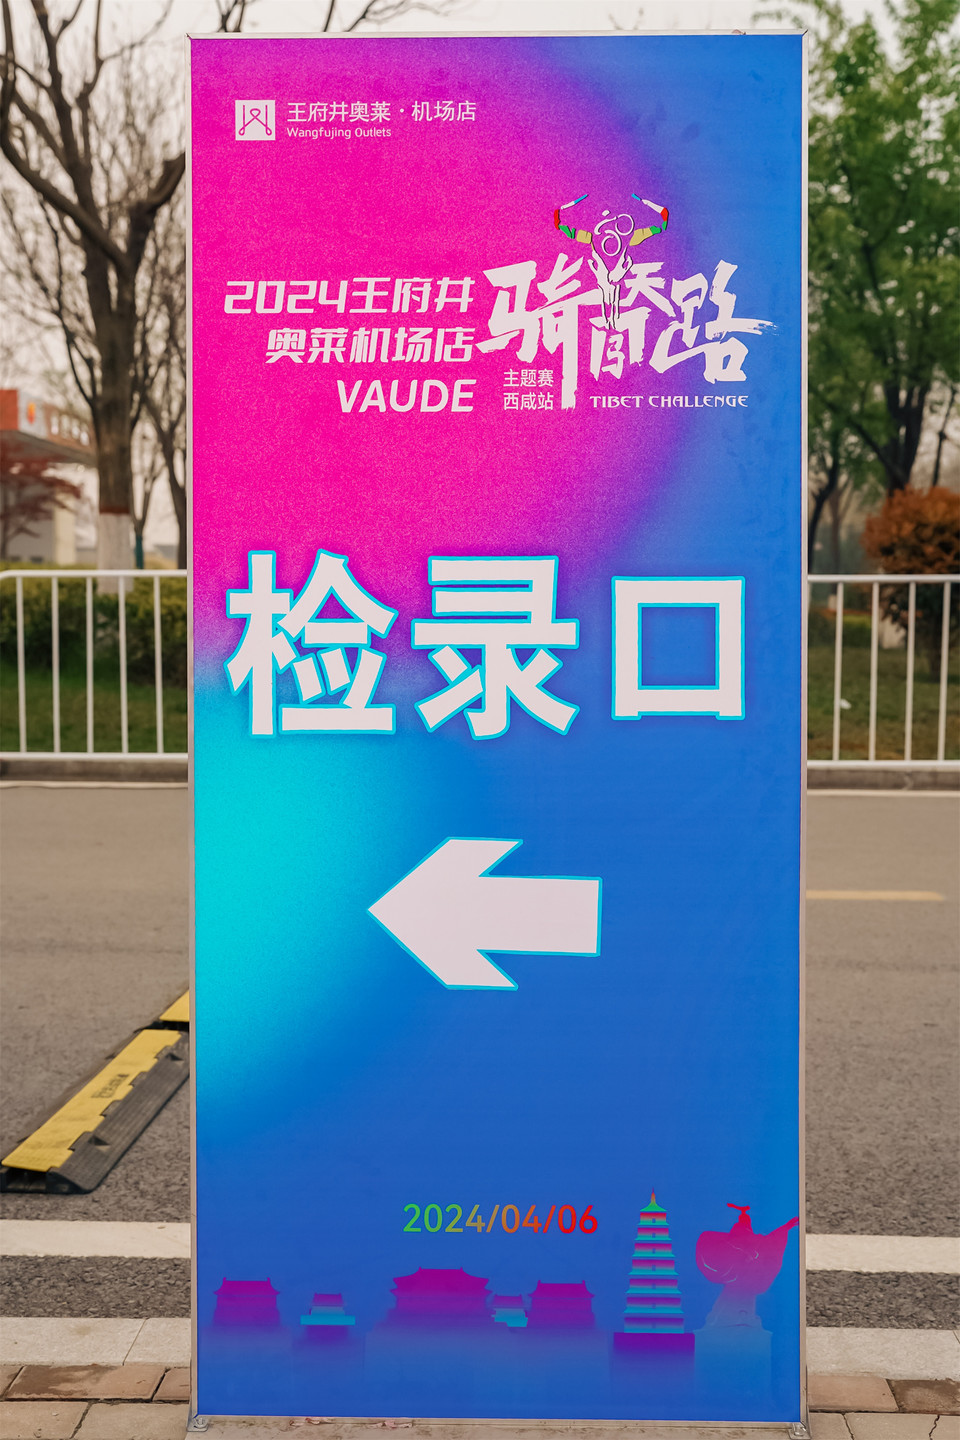 王府井奥莱·机场店
Wangfujing Outlets
2024王府井
奥莱机场店
VAUDE
骑闯天路
主题赛
西咸站
TIBET CHALLENGE
检录口
2024/04/06